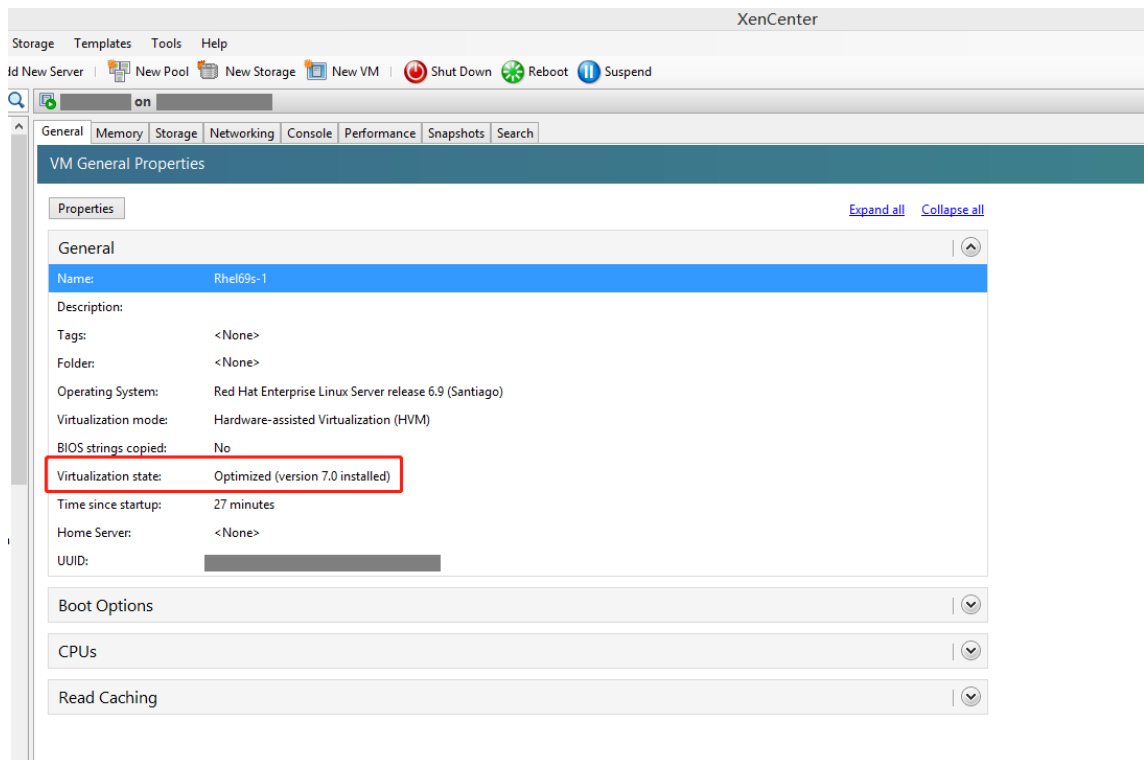 XenCenter
Storage Templates Tools Help
dd New Server New Pool New Storage New VM Shut Down Reboot Suspend
on
General Memory Storage Networking Console Performance Snapshots Search
VM General Properties
Properties Expand all Collapse all
General
Name: Rhel69s-1
Description:
Tags: <None>
Folder: <None>
Operating System: Red Hat Enterprise Linux Server release 6.9 (Santiago)
Virtualization mode: Hardware-assisted Virtualization (HVM)
BIOS strings copied: No
Virtualization state: Optimized (version 7.0 installed)
Time since startup: 27 minutes
Home Server: <None>
UUID:
Boot Options
CPUs
Read Caching